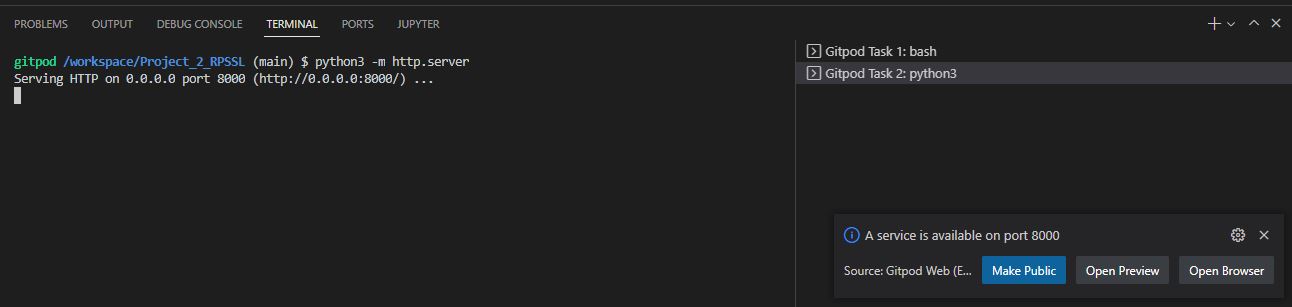 PROBLEMS OUTPUT DEBUG CONSOLE TERMINAL PORTS JUPYTER
gitpod /workspace/Project_2_RPSSL (main) $ python3 -m http.server
Serving HTTP on 0.0.0.0 port 8000 (http://0.0.0.0:8000/) ...
Gitpod Task 1: bash
Gitpod Task 2: python3
A service is available on port 8000
Source: Gitpod Web (E... Make Public Open Preview Open Browser